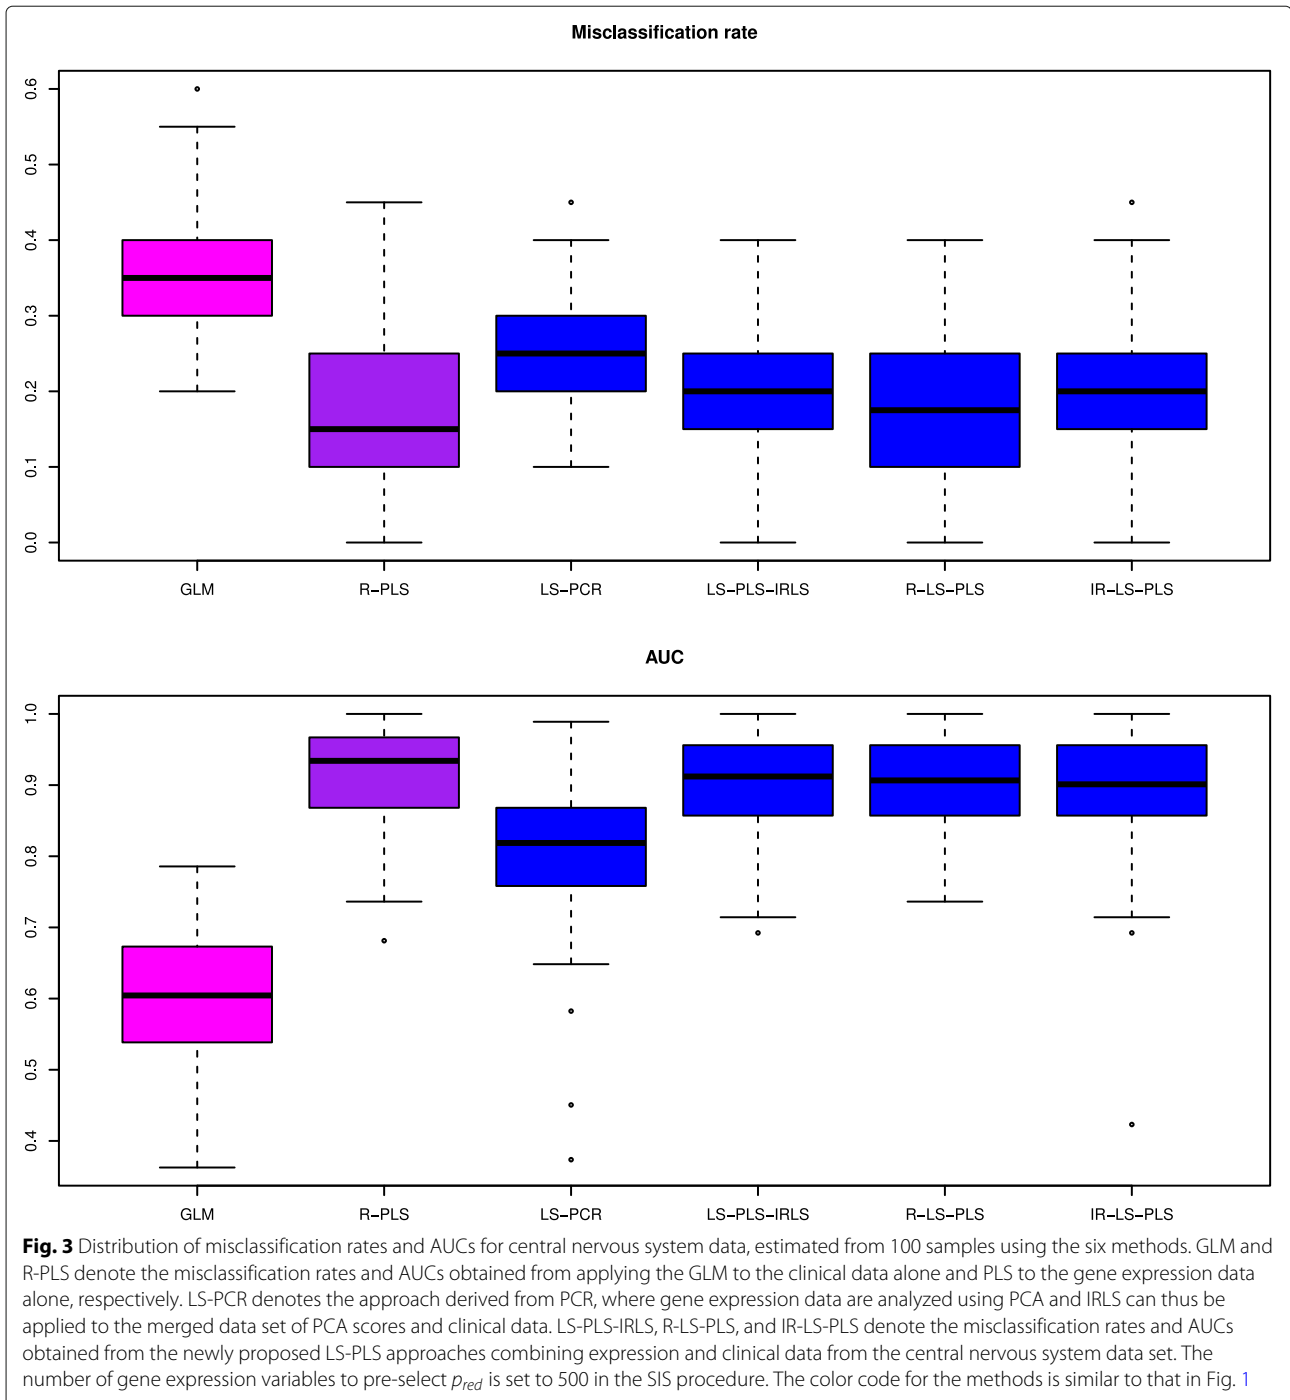 Misclassification rate
0.6
0.5
0.4
0.3
0.2
0.1
0.0
GLM R−PLS LS−PCR LS−PLS−IRLS R−LS−PLS IR−LS−PLS
AUC
1.0
0.9
0.8
0.7
0.6
0.5
0.4
GLM R−PLS LS−PCR LS−PLS−IRLS R−LS−PLS IR−LS−PLS
Fig. 3 Distribution of misclassification rates and AUCs for central nervous system data, estimated from 100 samples using the six methods. GLM and
R-PLS denote the misclassification rates and AUCs obtained from applying the GLM to the clinical data alone and PLS to the gene expression data
alone, respectively. LS-PCR denotes the approach derived from PCR, where gene expression data are analyzed using PCA and IRLS can thus be
applied to the merged data set of PCA scores and clinical data. LS-PLS-IRLS, R-LS-PLS, and IR-LS-PLS denote the misclassification rates and AUCs
obtained from the newly proposed LS-PLS approaches combining expression and clinical data from the central nervous system data set. The
number of gene expression variables to pre-select pred is set to 500 in the SIS procedure. The color code for the methods is similar to that in Fig. 1